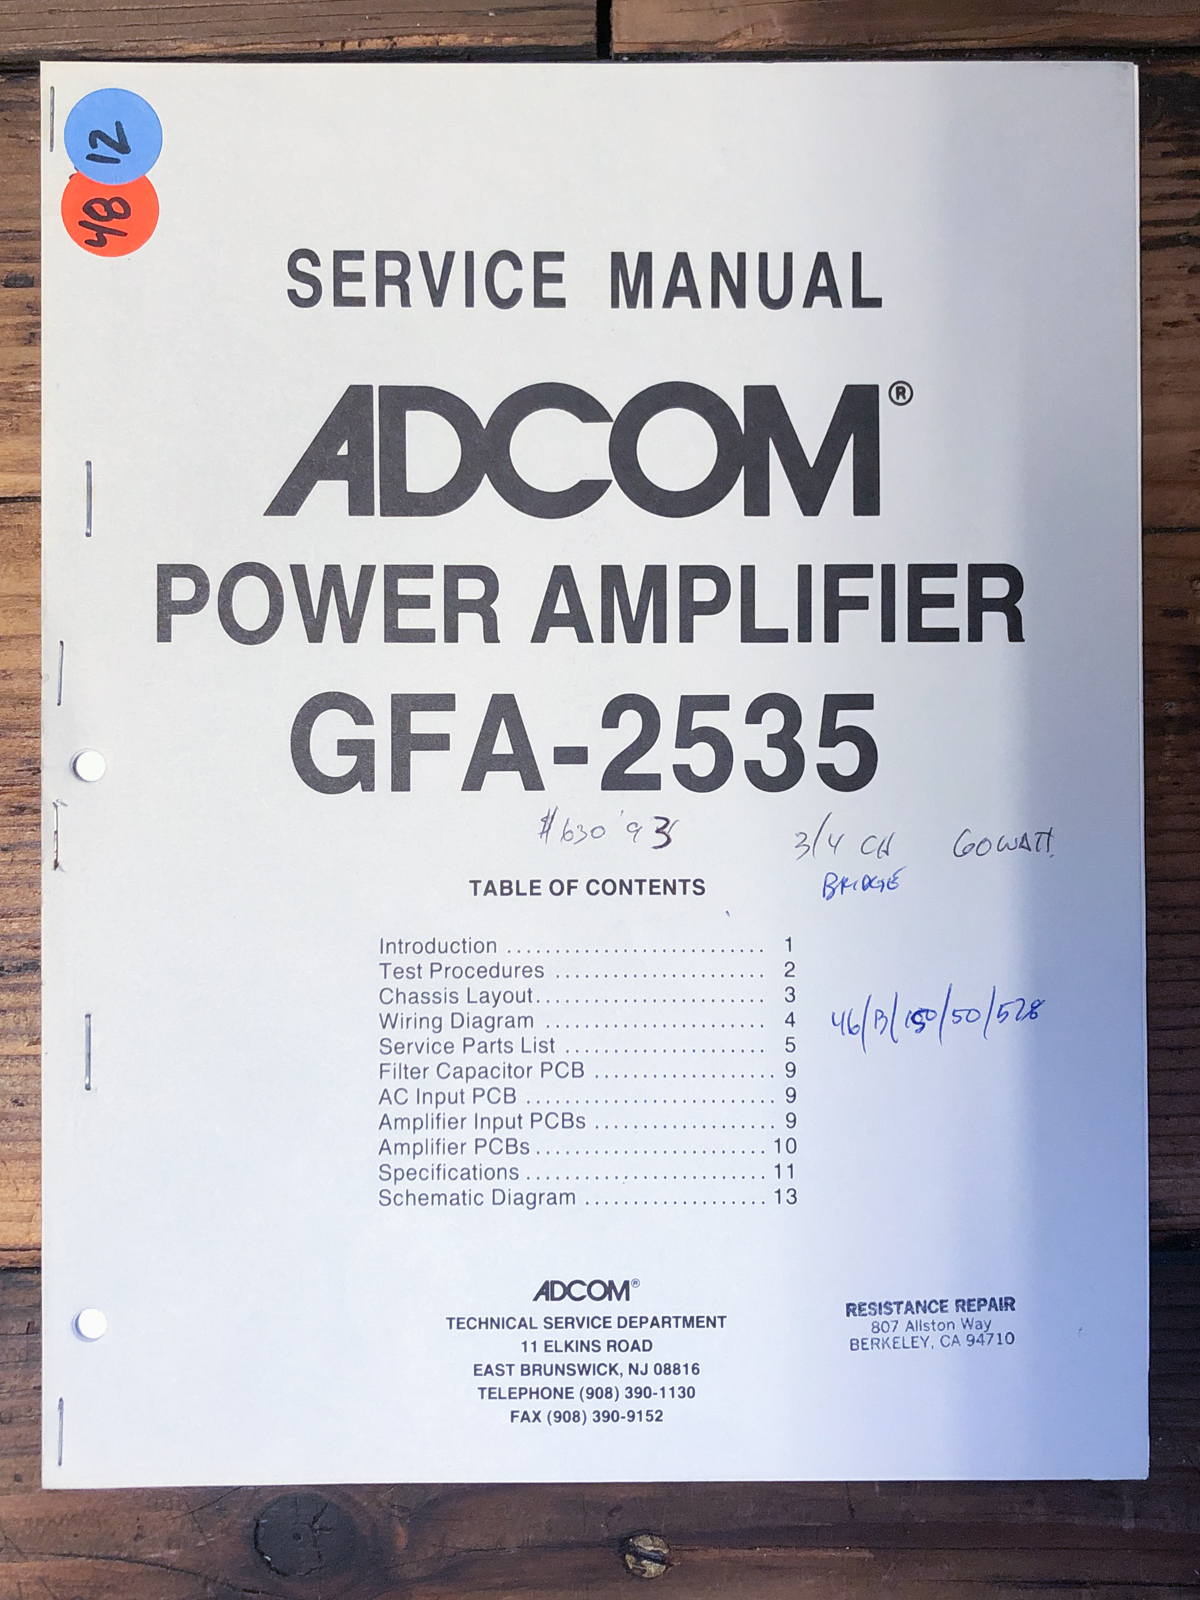 12
48
SERVICE MANUAL
ADCOM®
POWER AMPLIFIER
GFA-2535
$630 '93
3/4 CH 60 WATT
BRIDGE
TABLE OF CONTENTS
Introduction .......................... 1
Test Procedures ...................... 2
Chassis Layout........................ 3
Wiring Diagram ....................... 4
Service Parts List ..................... 5
Filter Capacitor PCB ................... 9
AC Input PCB .......................... 9
Amplifier Input PCBs ................... 9
Amplifier PCBs........................ 10
Specifications ......................... 11
Schematic Diagram ................... 13
46/B/150/50/528
ADCOM®
TECHNICAL SERVICE DEPARTMENT
11 ELKINS ROAD
EAST BRUNSWICK, NJ 08816
TELEPHONE (908) 390-1130
FAX (908) 390-9152
RESISTANCE REPAIR
807 Allston Way
BERKELEY, CA 94710